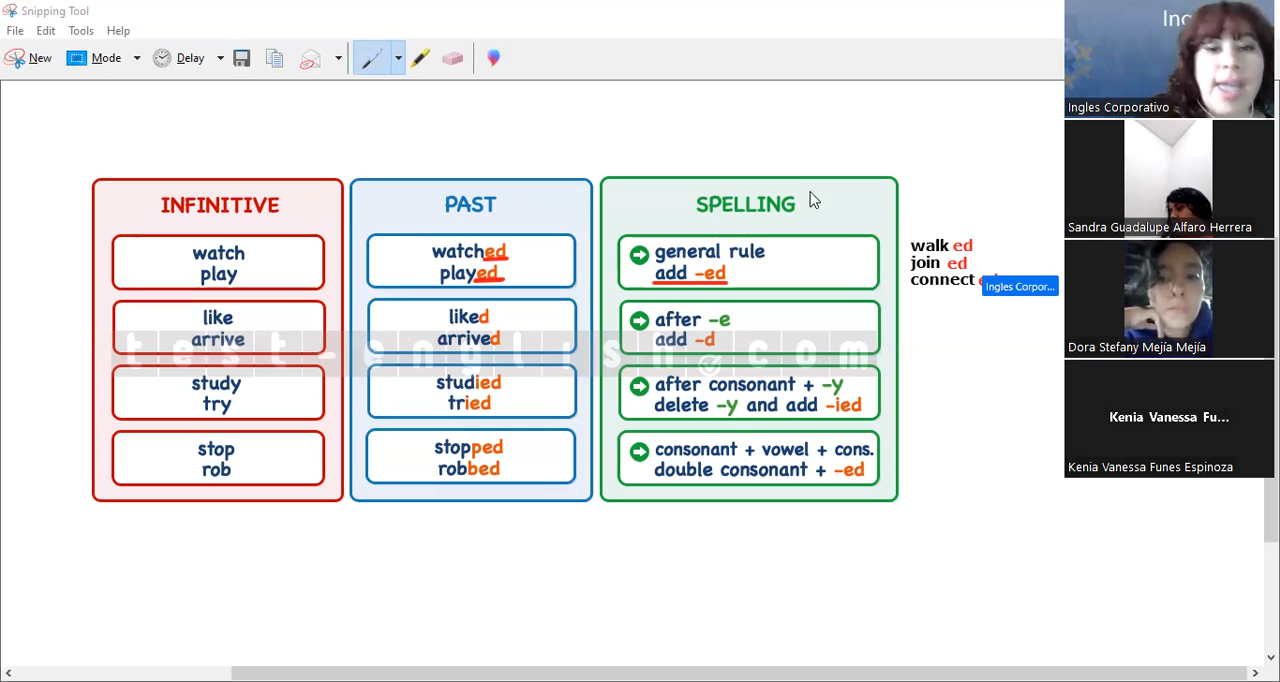 Snipping Tool
File Edit Tools Help
New Mode Delay
INFINITIVE PAST SPELLING
watch
play
watched
played
general rule
add -ed
walk ed
join ed
connect
Ingles Corpor...
like
arrive
liked
arrived
after -e
add -d
test-english.com
study
try
studied
tried
after consonant + -y
delete -y and add -ied
stop
rob
stopped
robbed
consonant + vowel + cons.
double consonant + -ed
Ingles Corporativo
Sandra Guadalupe Alfaro Herrera
Dora Stefany Mejía Mejía
Kenia Vanessa Fu...
Kenia Vanessa Funes Espinoza